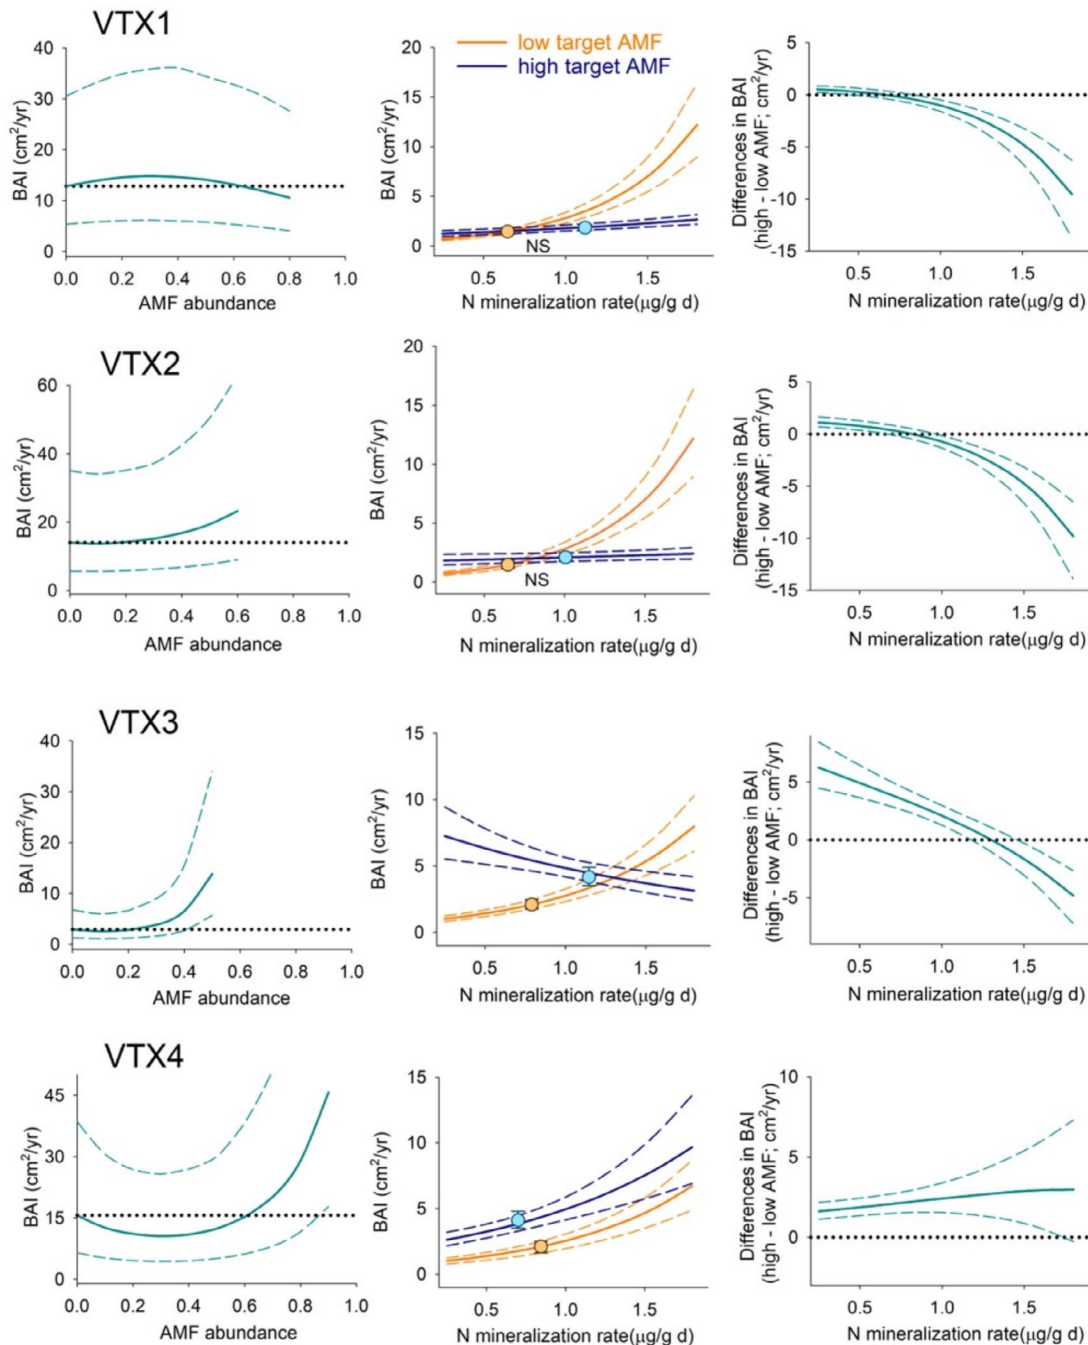 VTX1
40
30
20
10
0
BAI (cm²/yr)
0.0 0.2 0.4 0.6 0.8 1.0
AMF abundance
low target AMF
high target AMF
20
15
10
5
0
BAI (cm²/yr)
NS
0.5 1.0 1.5
N mineralization rate(µg/g d)
5
0
-5
-10
-15
Differences in BAI
(high - low AMF; cm²/yr)
0.5 1.0 1.5
N mineralization rate(µg/g d)
VTX2
60
40
20
0
BAI (cm²/yr)
0.0 0.2 0.4 0.6 0.8 1.0
AMF abundance
20
15
10
5
0
BAI (cm²/yr)
NS
0.5 1.0 1.5
N mineralization rate(µg/g d)
5
0
-5
-10
-15
Differences in BAI
(high - low AMF; cm²/yr)
0.5 1.0 1.5
N mineralization rate(µg/g d)
VTX3
40
30
20
10
0
BAI (cm²/yr)
0.0 0.2 0.4 0.6 0.8 1.0
AMF abundance
15
10
5
0
BAI (cm²/yr)
0.5 1.0 1.5
N mineralization rate(µg/g d)
5
0
-5
Differences in BAI
(high - low AMF; cm²/yr)
0.5 1.0 1.5
N mineralization rate(µg/g d)
VTX4
45
30
15
0
BAI (cm²/yr)
0.0 0.2 0.4 0.6 0.8 1.0
AMF abundance
15
10
5
0
BAI (cm²/yr)
0.5 1.0 1.5
N mineralization rate(µg/g d)
10
5
0
Differences in BAI
(high - low AMF; cm²/yr)
0.5 1.0 1.5
N mineralization rate(µg/g d)